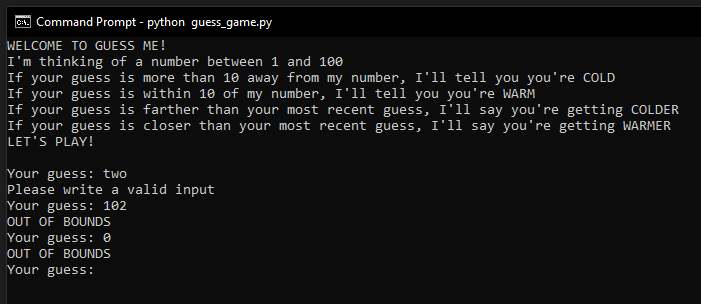 Command Prompt - python  guess_game.py
WELCOME TO GUESS ME!
I'm thinking of a number between 1 and 100
If your guess is more than 10 away from my number, I'll tell you you're COLD
If your guess is within 10 of my number, I'll tell you you're WARM
If your guess is farther than your most recent guess, I'll say you're getting COLDER
If your guess is closer than your most recent guess, I'll say you're getting WARMER
LET'S PLAY!
Your guess: two
Please write a valid input
Your guess: 102
OUT OF BOUNDS
Your guess: 0
OUT OF BOUNDS
Your guess: